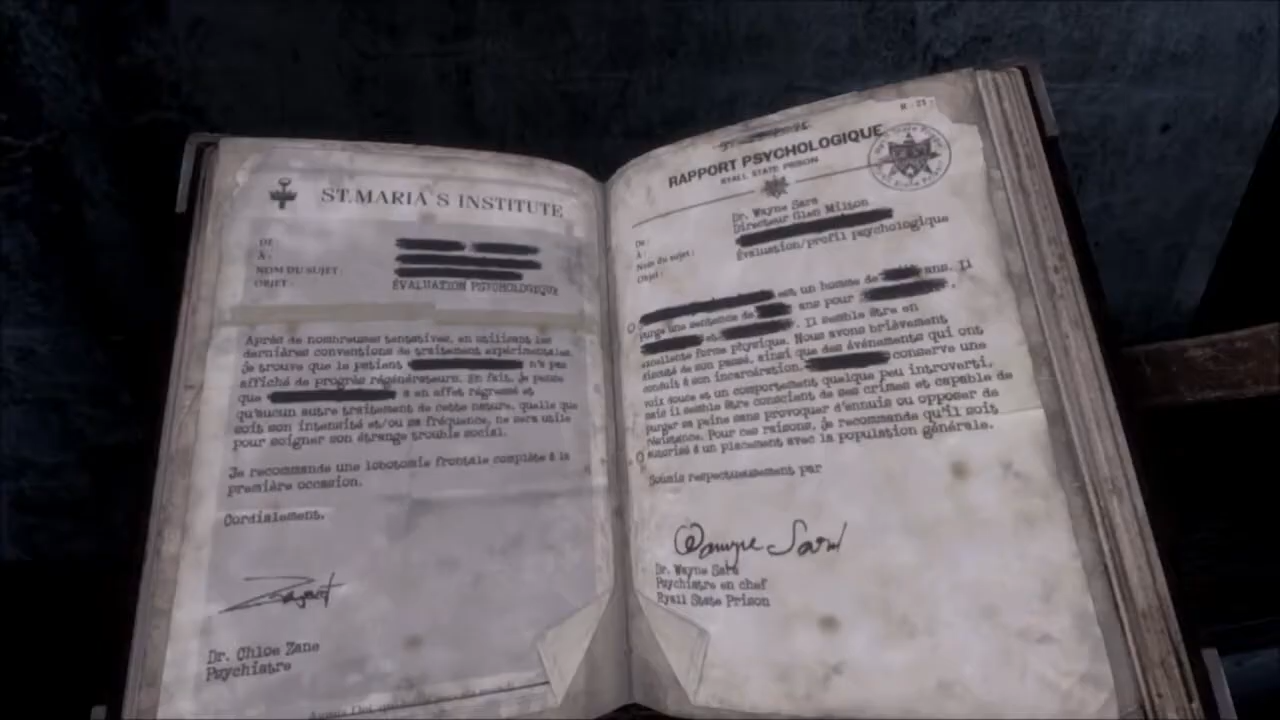 ST.MARIA`S INSTITUTE
DE :
À :
NOM DU SUJET :
OBJET :
ÉVALUATION PSYCHOLOGIQUE
Après de nombreuses tentatives, en utilisant les
dernières conventions de traitement expérimentales,
je trouve que le patient n'a pas
affiché de progrès régénérateurs. En fait, je pense
que a en effet régressé et
qu'aucun autre traitement de cette nature, quelle que
soit son intensité et/ou sa fréquence, ne sera utile
pour soigner son étrange trouble social.
Je recommande une lobotomie frontale complète à la
première occasion.
Cordialement.
Dr. Chloe Zane
Psychiatre
R - 21
RAPPORT PSYCHOLOGIQUE
RYALL STATE PRISON
De : Dr. Wayne Sara
À : Directeur Glen Milton
Nom du sujet :
Objet : Évaluation/profil psychologique
est un homme de ans. Il
purge une sentence de ans pour
et . Il semble être en
excellecte forme physique. Nous avons brièvement
discuté de son passé, ainsi que des événements qui ont
conduit à son incarcération. conserve une
voix douce et un comportement quelque peu introverti,
mais il semble être conscient de ses crimes et capable de
purger sa peine sans provoquer d'ennuis ou opposer de
résistence. Pour ces raisons, je recommande qu'il soit
autorisé à un placement avec la population générale.
Soumis respectueusement par
Dr. Wayne Sara
Psychiatre en chef
Ryall State Prison